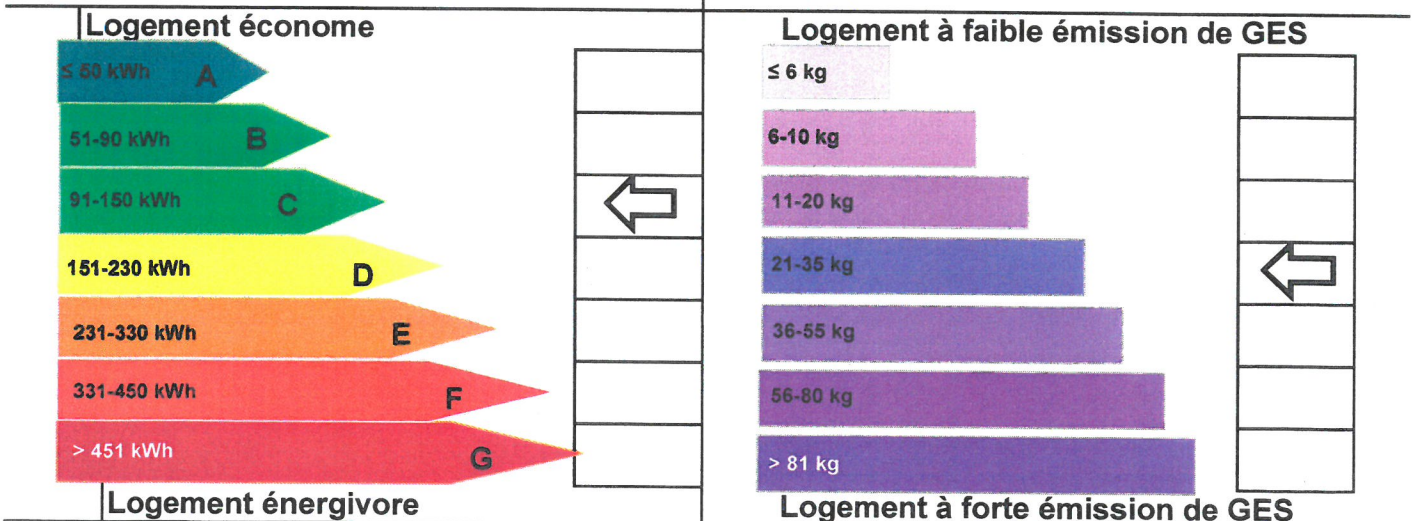 Logement économe
≤ 50 kWh A
51-90 kWh B
91-150 kWh C
151-230 kWh D
231-330 kWh E
331-450 kWh F
> 451 kWh G
Logement énergivore
Logement à faible émission de GES
≤ 6 kg
6-10 kg
11-20 kg
21-35 kg
36-55 kg
56-80 kg
> 81 kg
Logement à forte émission de GES